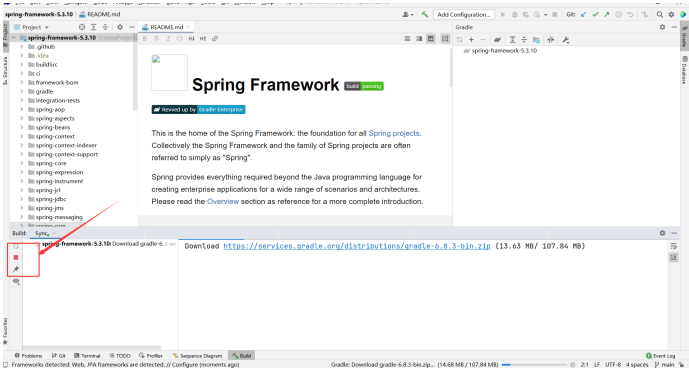 spring-framework-5.3.10 README.md
Add Configuration...
Git:
Project
README.md
Gradle
spring-framework-5.3.10
.github
.idea
buildSrc
ci
framework-bom
gradle
integration-tests
spring-aop
spring-aspects
spring-beans
spring-context
spring-context-indexer
spring-context-support
spring-core
spring-expression
spring-instrument
spring-jcl
spring-jdbc
spring-jms
spring-messaging
H1 H2
Spring Framework build passing
Revved up by Gradle Enterprise
This is the home of the Spring Framework: the foundation for all Spring projects.
Collectively the Spring Framework and the family of Spring projects are often
referred to simply as "Spring".
Spring provides everything required beyond the Java programming language for
creating enterprise applications for a wide range of scenarios and architectures.
Please read the Overview section as reference for a more complete introduction.
spring-framework-5.3.10
Project
Structure
Favorites
Gradle
Database
Build: Sync
spring-framework-5.3.10: Download gradle-6. 2 sec
Download https://services.gradle.org/distributions/gradle-6.8.3-bin.zip (13.63 MB/ 107.84 MB)
Problems Git Terminal TODO Profiler Sequence Diagram Build Event Log
Frameworks detected: Web, JPA frameworks are detected. // Configure (moments ago) Gradle: Download gradle-6.8.3-bin.zip... (14.68 MB / 107.84 MB) 2:1 LF UTF-8 4 spaces main